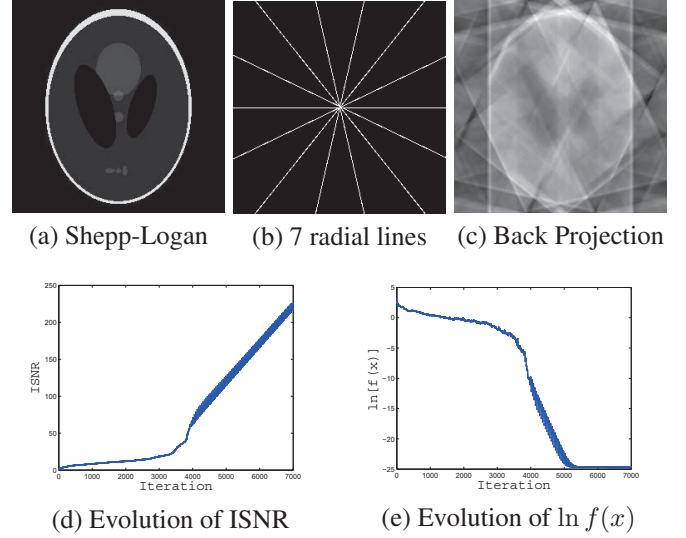 (a) Shepp-Logan (b) 7 radial lines (c) Back Projection
250
200
150
100
50
0
ISNR
0 1000 2000 3000 4000 5000 6000 7000
Iteration
(d) Evolution of ISNR
5
0
−5
−10
−15
−20
−25
ln[f(x)]
0 1000 2000 3000 4000 5000 6000 7000
Iteration
(e) Evolution of ln f(x)